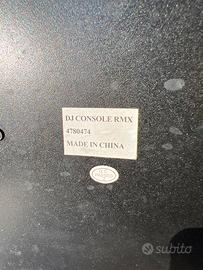 DJ CONSOLE RMX
4780474
MADE IN CHINA
subito